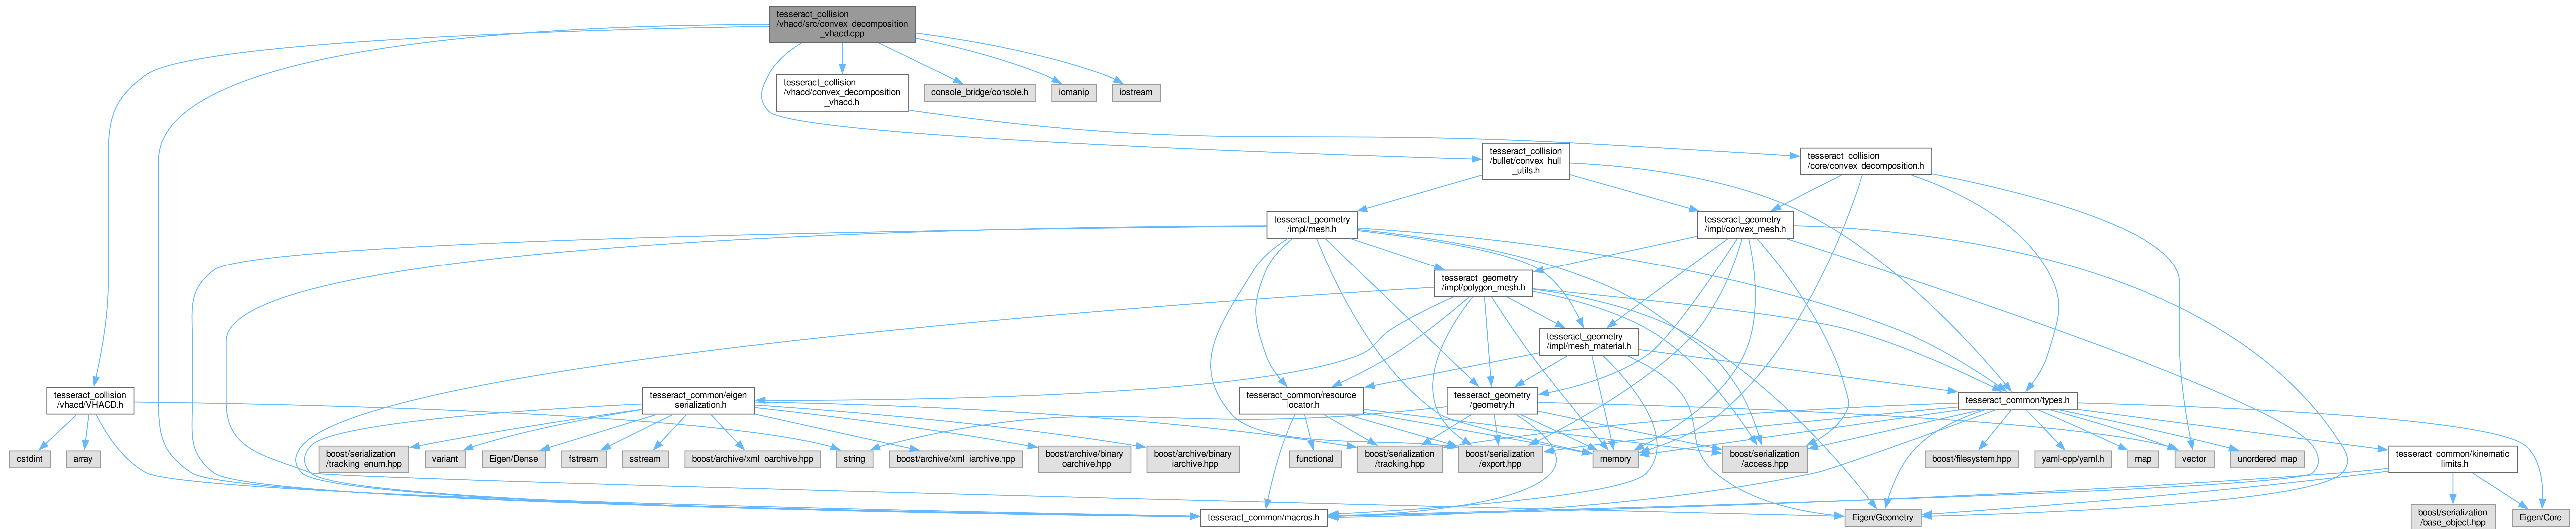 tesseract_collision
/vhacd/src/convex_decomposition
_vhacd.cpp
tesseract_collision
/vhacd/convex_decomposition
_vhacd.h
console_bridge/console.h
iomanip
iostream
tesseract_collision
/bullet/convex_hull
_utils.h
tesseract_collision
/core/convex_decomposition.h
tesseract_geometry
/impl/mesh.h
tesseract_geometry
/impl/convex_mesh.h
tesseract_geometry
/impl/polygon_mesh.h
tesseract_geometry
/impl/mesh_material.h
tesseract_collision
/vhacd/VHACD.h
tesseract_common/eigen
_serialization.h
tesseract_common/resource
_locator.h
tesseract_geometry
/geometry.h
tesseract_common/types.h
cstdint
array
boost/serialization
/tracking_enum.hpp
variant
Eigen/Dense
fstream
sstream
boost/archive/xml_oarchive.hpp
string
boost/archive/xml_iarchive.hpp
boost/archive/binary
_oarchive.hpp
boost/archive/binary
_iarchive.hpp
functional
boost/serialization
/tracking.hpp
boost/serialization
/export.hpp
memory
boost/serialization
/access.hpp
boost/filesystem.hpp
yaml-cpp/yaml.h
map
vector
unordered_map
tesseract_common/kinematic
_limits.h
tesseract_common/macros.h
Eigen/Geometry
boost/serialization
/base_object.hpp
Eigen/Core